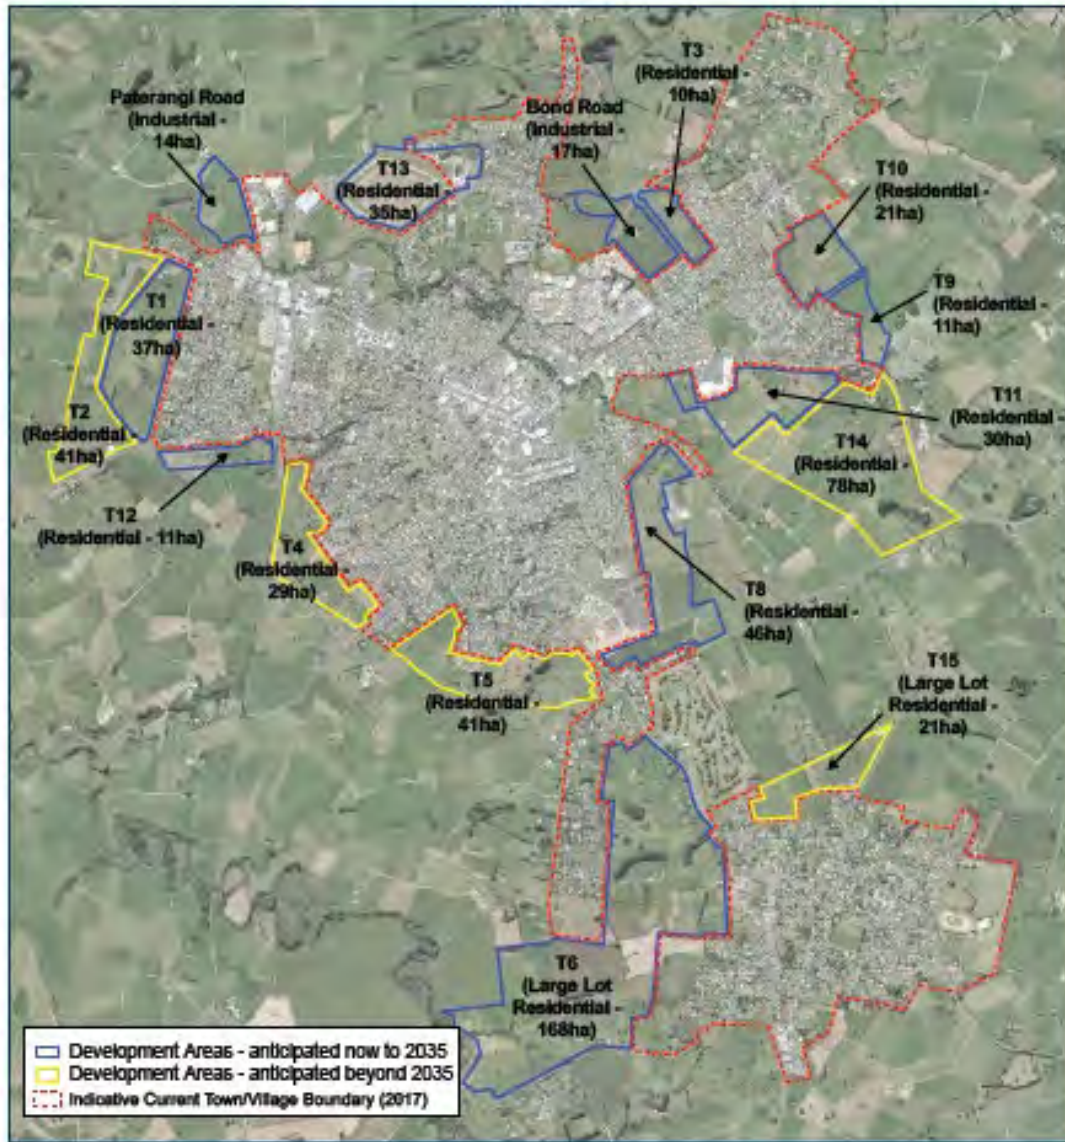 T3
(Residential -
10ha)
Paterangi Road
(Industrial -
14ha)
Bond Road
(Industrial -
17ha)
T13
(Residential -
35ha)
T10
(Residential -
21ha)
T9
(Residential -
11ha)
T1
(Residential -
37ha)
T2
(Residential -
41ha)
T11
(Residential -
30ha)
T14
(Residential -
78ha)
T12
(Residential - 11ha)
T4
(Residential -
29ha)
T8
(Residential -
46ha)
T5
(Residential -
41ha)
T15
(Large Lot
Residential -
21ha)
T6
(Large Lot
Residential -
168ha)
Development Areas - anticipated now to 2035
Development Areas - anticipated beyond 2035
Indicative Current Town/Village Boundary (2017)